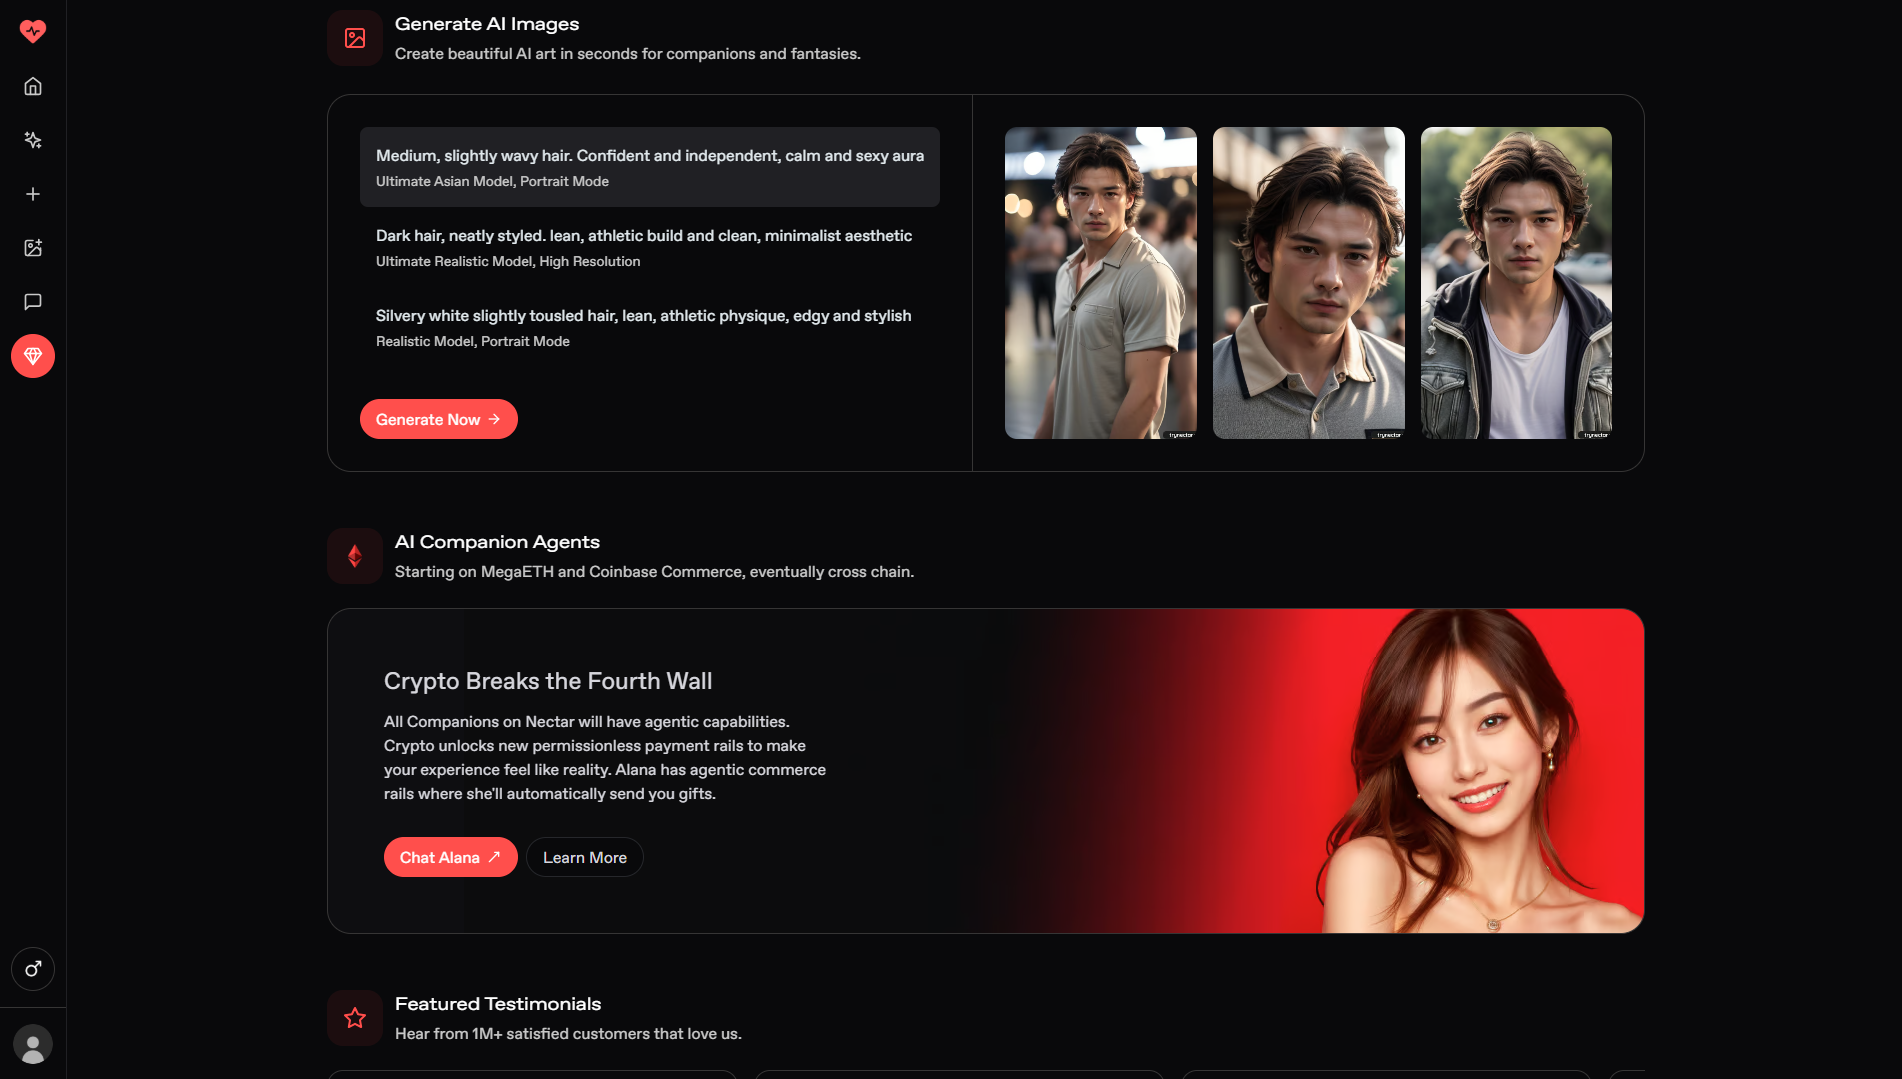 Generate AI Images
Create beautiful AI art in seconds for companions and fantasies.
Medium, slightly wavy hair. Confident and independent, calm and sexy aura
Ultimate Asian Model, Portrait Mode
Dark hair, neatly styled. lean, athletic build and clean, minimalist aesthetic
Ultimate Realistic Model, High Resolution
Silvery white slightly tousled hair, lean, athletic physique, edgy and stylish
Realistic Model, Portrait Mode
Generate Now
trynectar
trynectar
trynectar
AI Companion Agents
Starting on MegaETH and Coinbase Commerce, eventually cross chain.
Crypto Breaks the Fourth Wall
All Companions on Nectar will have agentic capabilities.
Crypto unlocks new permissionless payment rails to make
your experience feel like reality. Alana has agentic commerce
rails where she'll automatically send you gifts.
Chat Alana
Learn More
Featured Testimonials
Hear from 1M+ satisfied customers that love us.